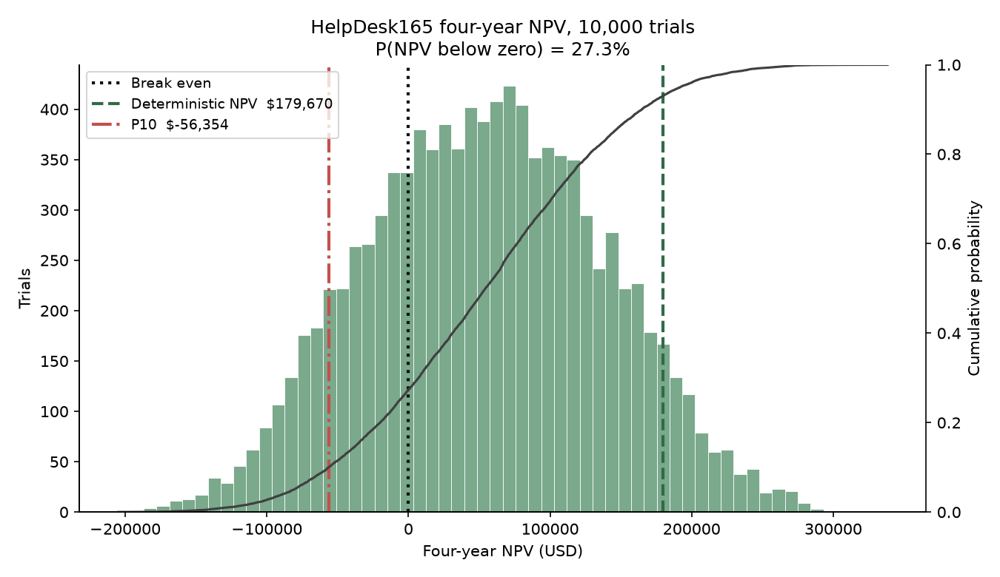 HelpDesk165 four-year NPV, 10,000 trials
P(NPV below zero) = 27.3%
Break even
Deterministic NPV  $179,670
P10  $-56,354
Trials
400
350
300
250
200
150
100
50
0
1.0
0.8
0.6
0.4
0.2
0.0
Cumulative probability
−200000
−100000
0
100000
200000
300000
Four-year NPV (USD)